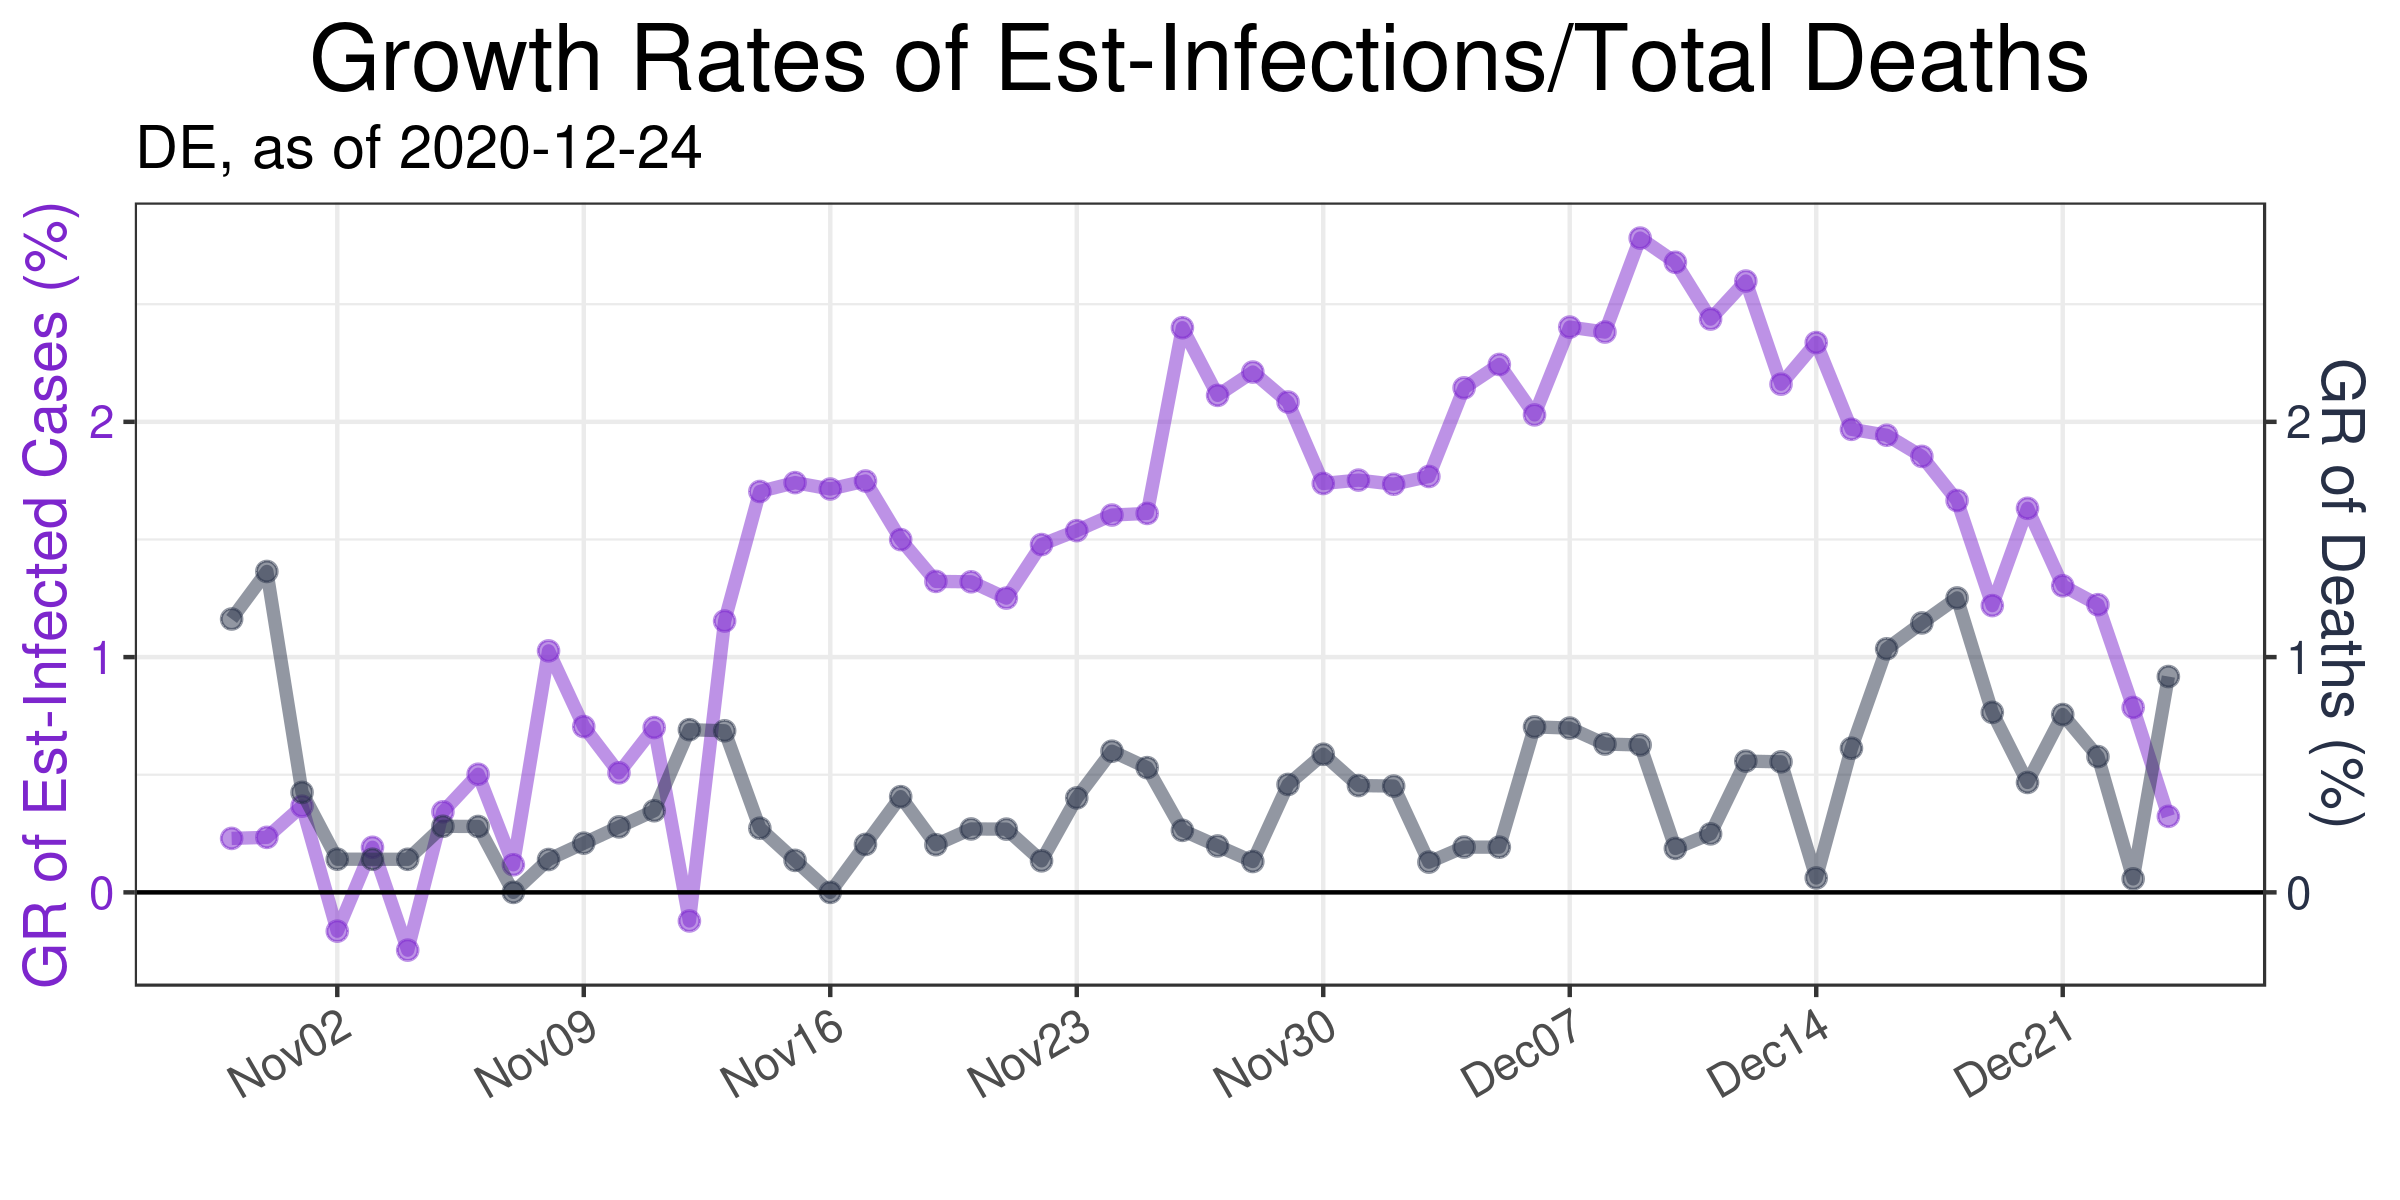 Growth Rates of Est-Infections/Total Deaths
DE, as of 2020-12-24
GR of Est-Infected Cases (%)
2
1
0
2
1
0
GR of Deaths (%)
Nov02
Nov09
Nov16
Nov23
Nov30
Dec07
Dec14
Dec21